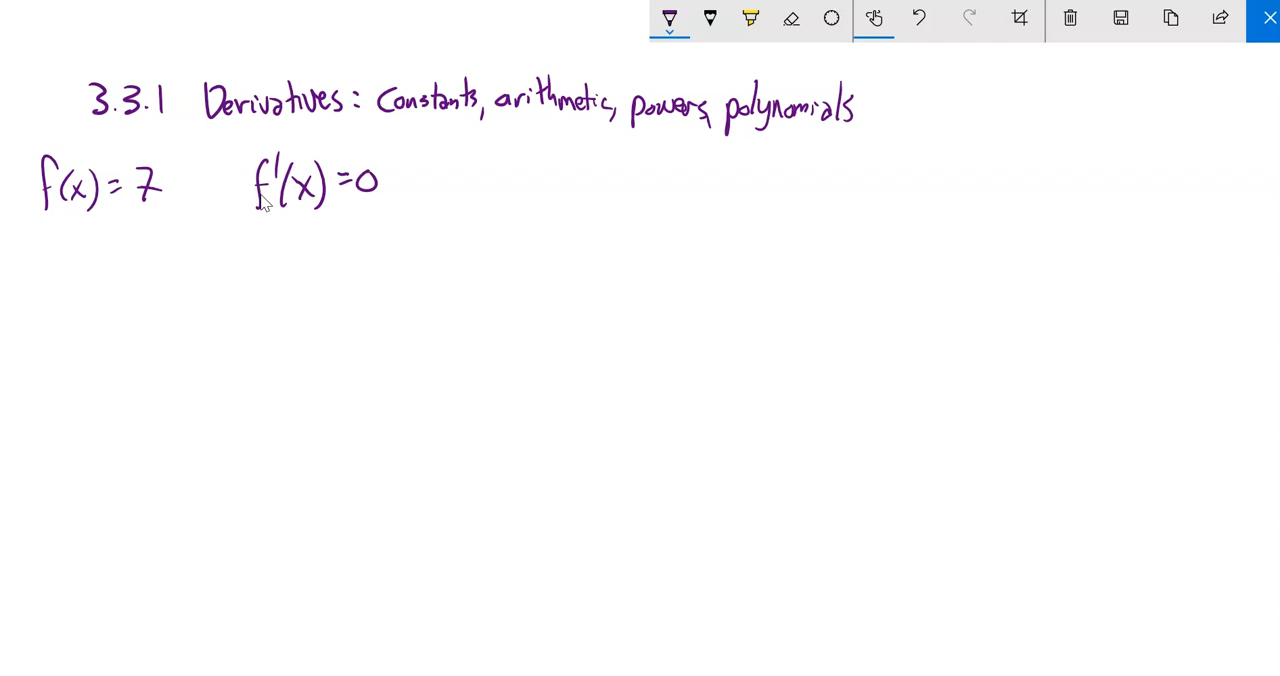 3.3.1 Derivatives: Constants, arithmetic, powers, polynomials
f(x) = 7 f'(x) = 0